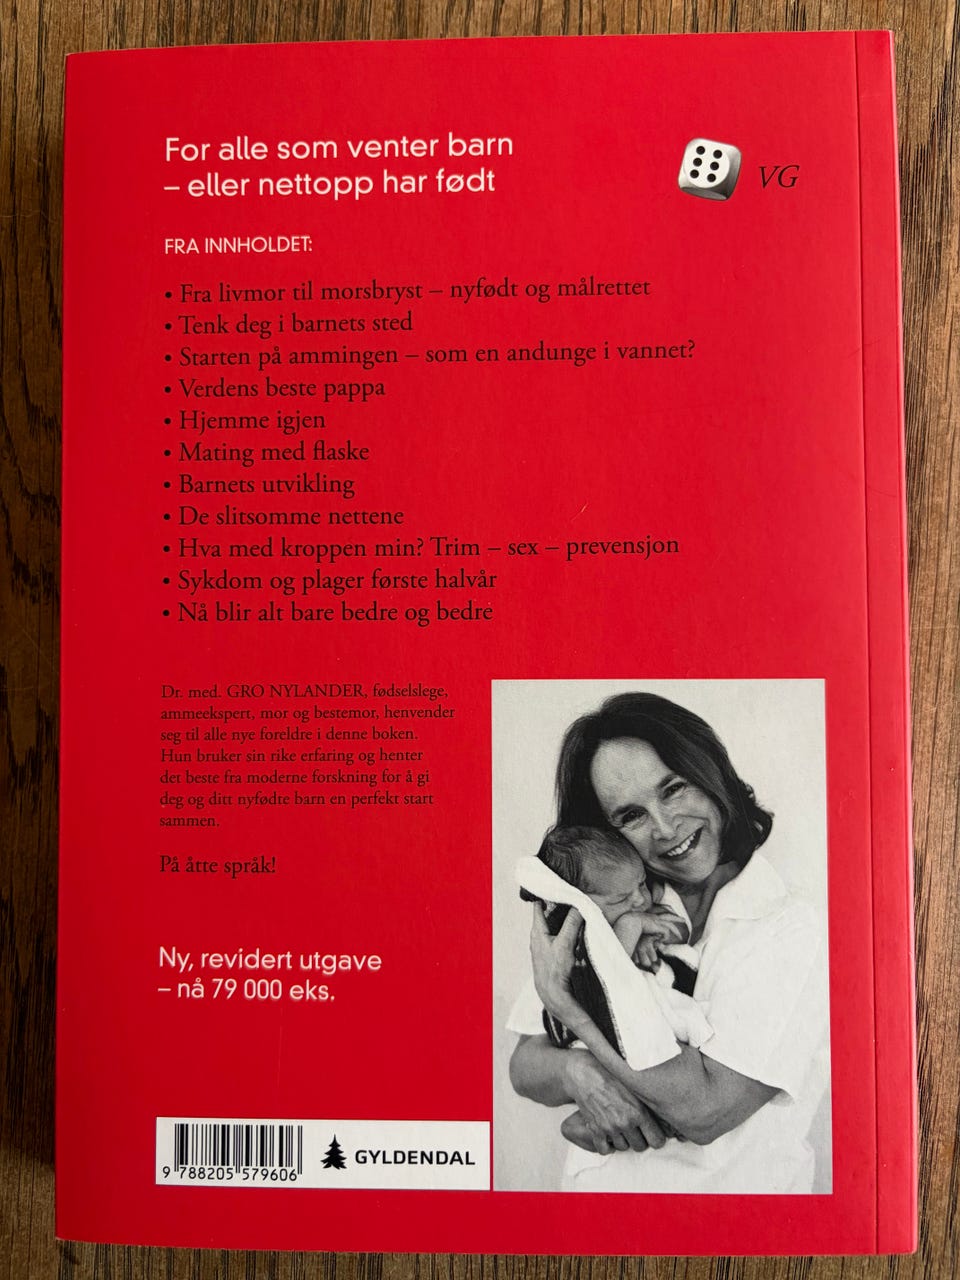 For alle som venter barn
– eller nettopp har født
VG
FRA INNHOLDET:
• Fra livmor til morsbryst – nyfødt og målrettet
• Tenk deg i barnets sted
• Starten på ammingen – som en andunge i vannet?
• Verdens beste pappa
• Hjemme igjen
• Mating med flaske
• Barnets utvikling
• De slitsomme nettene
• Hva med kroppen min? Trim – sex – prevensjon
• Sykdom og plager første halvår
• Nå blir alt bare bedre og bedre
Dr. med. GRO NYLANDER, fødselslege,
ammeekspert, mor og bestemor, henvender
seg til alle nye foreldre i denne boken.
Hun bruker sin rike erfaring og henter
det beste fra moderne forskning for å gi
deg og ditt nyfødte barn en perfekt start
sammen.
På åtte språk!
Ny, revidert utgave
– nå 79 000 eks.
9 788205 579606
GYLDENDAL